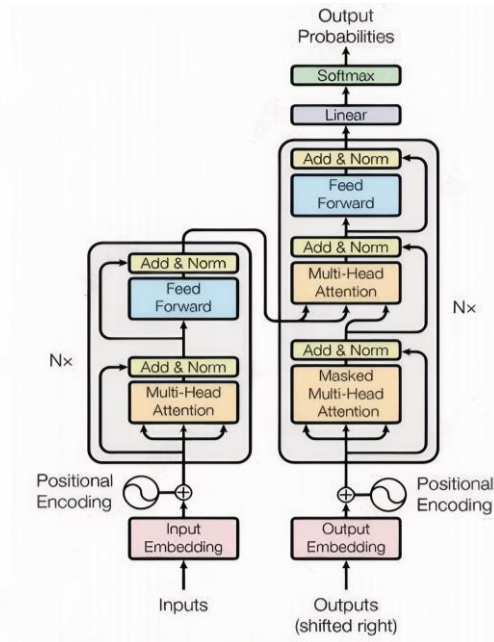 Output
Probabilities
Softmax
Linear
Add & Norm
Feed
Forward
Add & Norm
Multi-Head
Attention
Add & Norm
Masked
Multi-Head
Attention
N×
Positional
Encoding
Output
Embedding
Outputs
(shifted right)
Add & Norm
Feed
Forward
Add & Norm
Multi-Head
Attention
N×
Positional
Encoding
Input
Embedding
Inputs